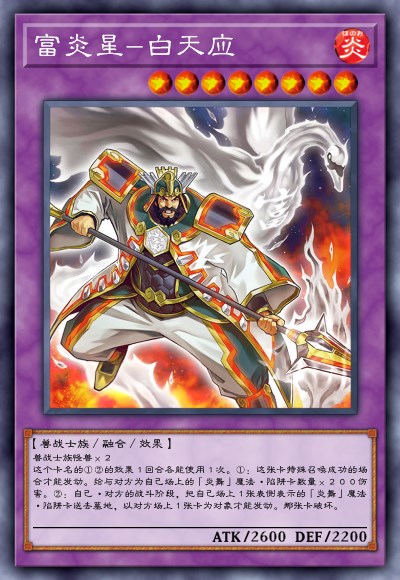 富炎星-白天应
ほのお
炎
【兽战士族/融合/效果】
兽战士族怪兽×2
这个卡名的①②的效果1回合各能使用1次。①:这张卡特殊召唤成功的场
合才能发动。给与对方为自己场上的「炎舞」魔法·陷阱卡数量×200伤
害。②:自己·对方的战斗阶段,把自己场上1张表侧表示的「炎舞」魔法
·陷阱卡送去墓地,以对方场上1张卡为对象才能发动。那张卡破坏。
ATK/2600 DEF/2200